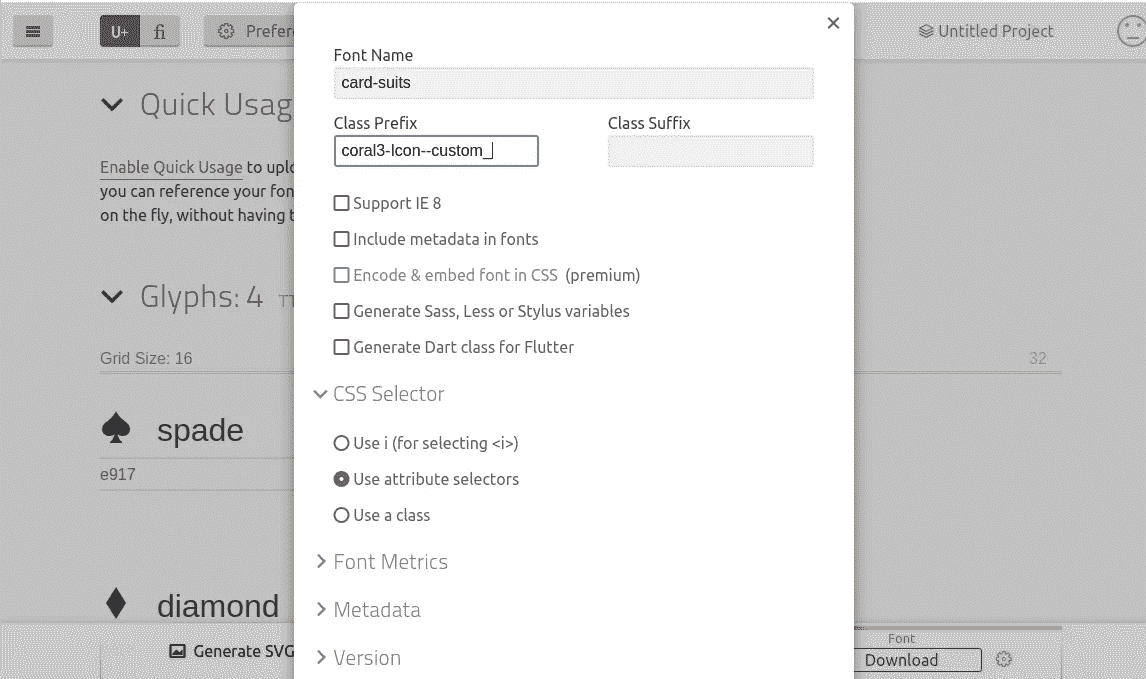 U+ fi Prefer Untitled Project
Font Name
card-suits
Quick Usag
Class Prefix Class Suffix
coral3-Icon--custom_
Enable Quick Usage to uplo
you can reference your fon
on the fly, without having t
Support IE 8
Include metadata in fonts
Encode & embed font in CSS (premium)
Glyphs: 4 TT
Generate Sass, Less or Stylus variables
Generate Dart class for Flutter
Grid Size: 16 32
CSS Selector
spade
Use i (for selecting <i>)
e917
Use attribute selectors
Use a class
Font Metrics
diamond
Metadata
Font
Generate SVG
Version
Download